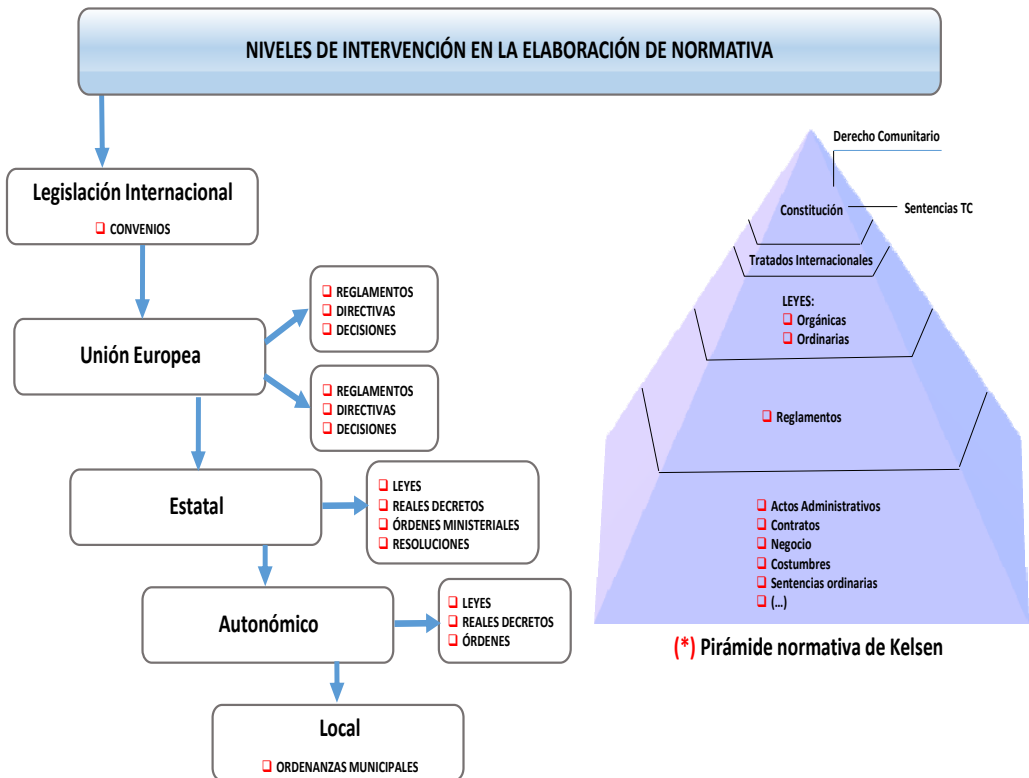 NIVELES DE INTERVENCIÓN EN LA ELABORACIÓN DE NORMATIVA
Legislación Internacional
CONVENIOS
Unión Europea
REGLAMENTOS
DIRECTIVAS
DECISIONES
REGLAMENTOS
DIRECTIVAS
DECISIONES
Estatal
LEYES
REALES DECRETOS
ÓRDENES MINISTERIALES
RESOLUCIONES
Autonómico
LEYES
REALES DECRETOS
ÓRDENES
Local
ORDENANZAS MUNICIPALES
Derecho Comunitario
Constitución
Sentencias TC
Tratados Internacionales
LEYES:
Orgánicas
Ordinarias
Reglamentos
Actos Administrativos
Contratos
Negocio
Costumbres
Sentencias ordinarias
(...)
(*) Pirámide normativa de Kelsen